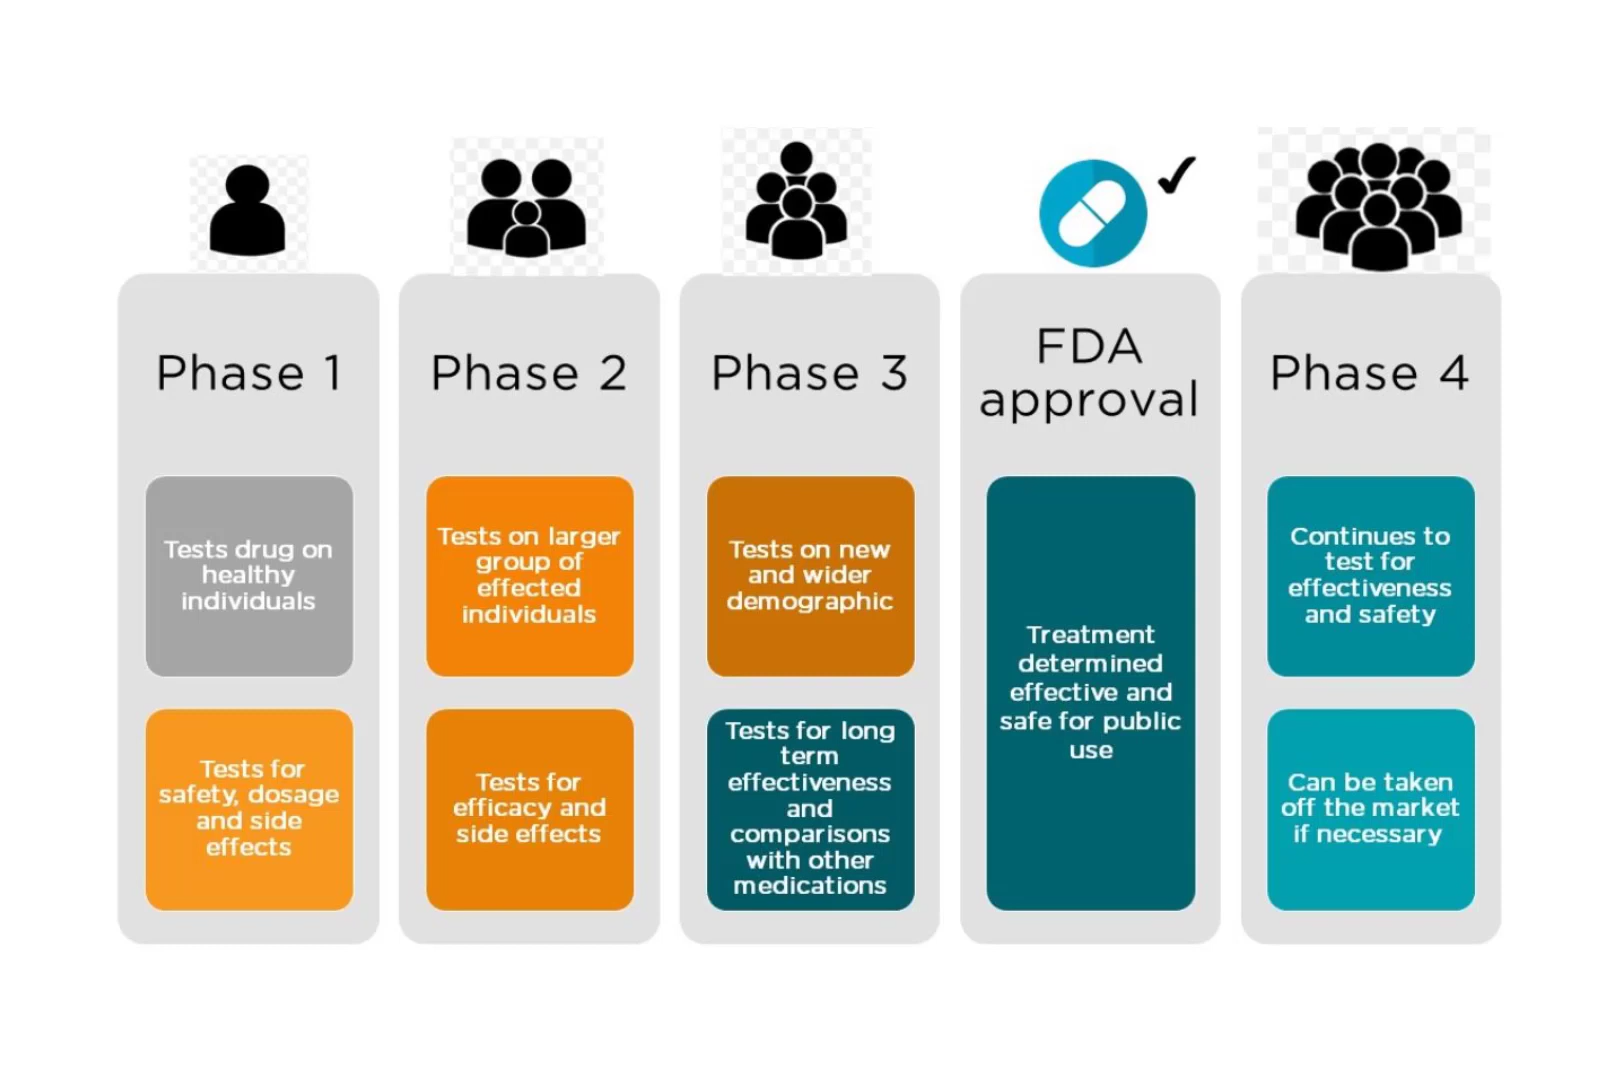 Phase 1
Tests drug on
healthy
individuals
Tests for
safety, dosage
and side
effects
Phase 2
Tests on larger
group of
effected
individuals
Tests for
efficacy and
side effects
Phase 3
Tests on new
and wider
demographic
Tests for long
term
effectiveness
and
comparisons
with other
medications
FDA
approval
Treatment
determined
effective and
safe for public
use
Phase 4
Continues to
test for
effectiveness
and safety
Can be taken
off the market
if necessary